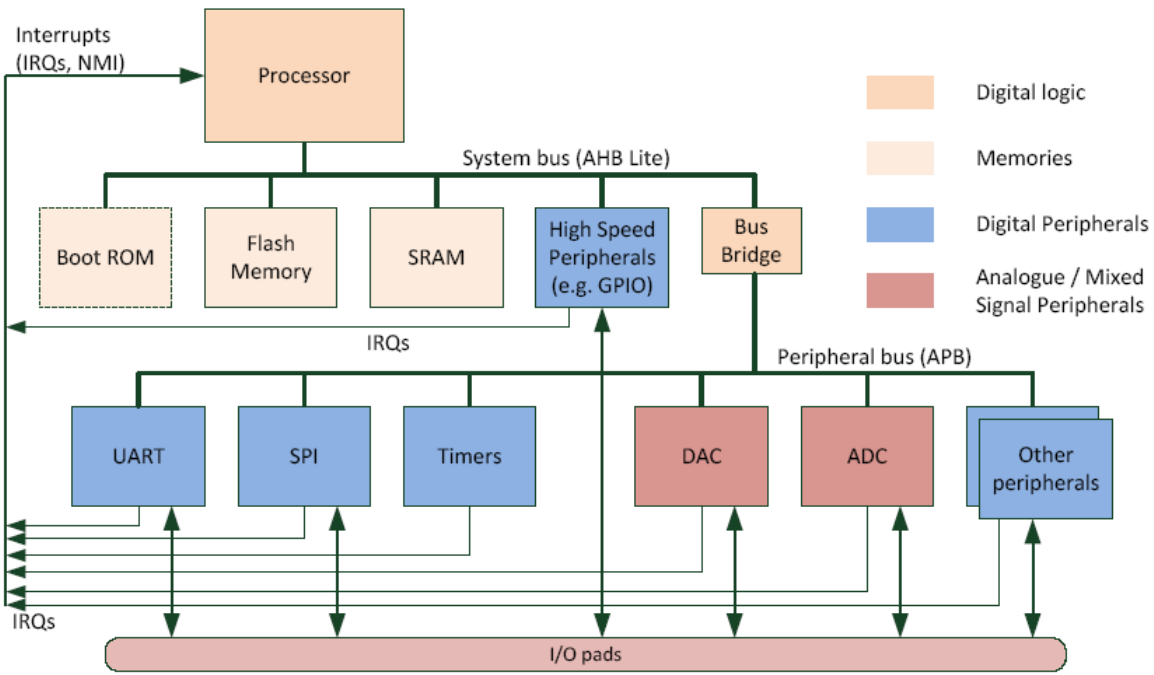 Interrupts
(IRQs, NMI)
Processor
Digital logic
Memories
Digital Peripherals
Analogue / Mixed
Signal Peripherals
System bus (AHB Lite)
Boot ROM
Flash
Memory
SRAM
High Speed
Peripherals
(e.g. GPIO)
Bus
Bridge
IRQs
Peripheral bus (APB)
UART
SPI
Timers
DAC
ADC
Other
peripherals
IRQs
I/O pads